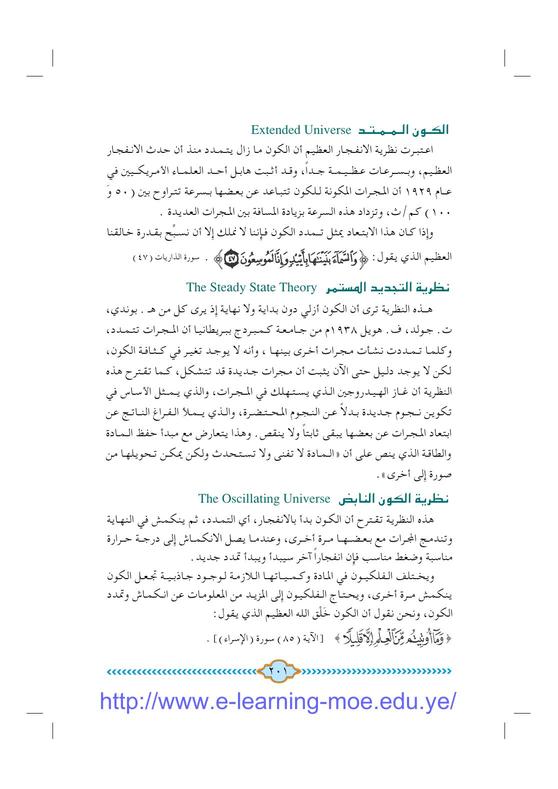 الكون الممتد Extended Universe
اعتبرت نظرية الانفجار العظيم أن الكون ما زال يتمدد منذ أن حدث الانفجار
العظيم، وبسرعات عظيمة جداً، وقد أثبت هابل أحد العلماء الامريكيين في
عام ١٩٢٩ أن المجرات المكونة للكون تتباعد عن بعضها بسرعة تتراوح بين (٥٠ وَ
١٠٠) كم/ث، وتزداد هذه السرعة بزيادة المسافة بين المجرات العديدة .
وإذا كان هذا الابتعاد يمثل تمدد الكون فإننا لا نملك إلا أن نسبِّح بقدرة خالقنا
العظيم الذي يقول: ﴿ وَٱلسَّمَآءَ بَنَيۡنَٰهَا بِأَيۡيْدٖ وَإِنَّا لَمُوسِعُونَ ٤٧ ﴾ . سورة الذاريات (٤٧)
نظرية التجديد المستمر The Steady State Theory
هذه النظرية ترى أن الكون أزلي دون بداية ولا نهاية إذ يرى كل من هـ . بوندي،
ت. جولد، ف. هويل ١٩٣٨م من جامعة كمبردج ببريطانيا أن المجرات تتمدد،
وكلما تمددت نشأت مجرات أخرى بينها ، وأنه لا يوجد تغير في كثافة الكون،
لكن لا يوجد دليل حتى الآن يثبت أن مجرات جديدة قد تتشكل، كما تقترح هذه
النظرية أن غاز الهيدروجين الذي يستهلك في المجرات، والذي يمثل الاساس في
تكوين نجوم جديدة بدلاً عن النجوم المحتضرة، والذي يملا الفراغ الناتج عن
ابتعاد المجرات عن بعضها يبقى ثابتاً ولا ينقص. وهذا يتعارض مع مبدأ حفظ المادة
والطاقة الذي ينص على أن «المادة لا تفنى ولا تستحدث ولكن يمكن تحويلها من
صورة إلى أخرى».
نظرية الكون النابض The Oscillating Universe
هذه النظرية تقترح أن الكون بدأ بالانفجار، أي التمدد، ثم ينكمش في النهاية
وتندمج المجرات مع بعضها مرة أخرى، وعندما يصل الانكماش إلى درجة حرارة
مناسبة وضغط مناسب فإن انفجاراً آخر سيبدأ ويبدأ تمدد جديد .
ويختلف الفلكيون في المادة وكمياتها اللازمة لوجود جاذبية تجعل الكون
ينكمش مرة أخرى، ويحتاج الفلكيون إلى المزيد من المعلومات عن انكماش وتمدد
الكون، ونحن نقول أن الكون خَلْق الله العظيم الذي يقول:
﴿ وَمَآ أُوتِيتُم مِّنَ ٱلۡعِلۡمِ إِلَّا قَلِيلٗا ﴾ [الآية (٨٥) سورة (الإسراء)] .
٢٠١
http://www.e-learning-moe.edu.ye/